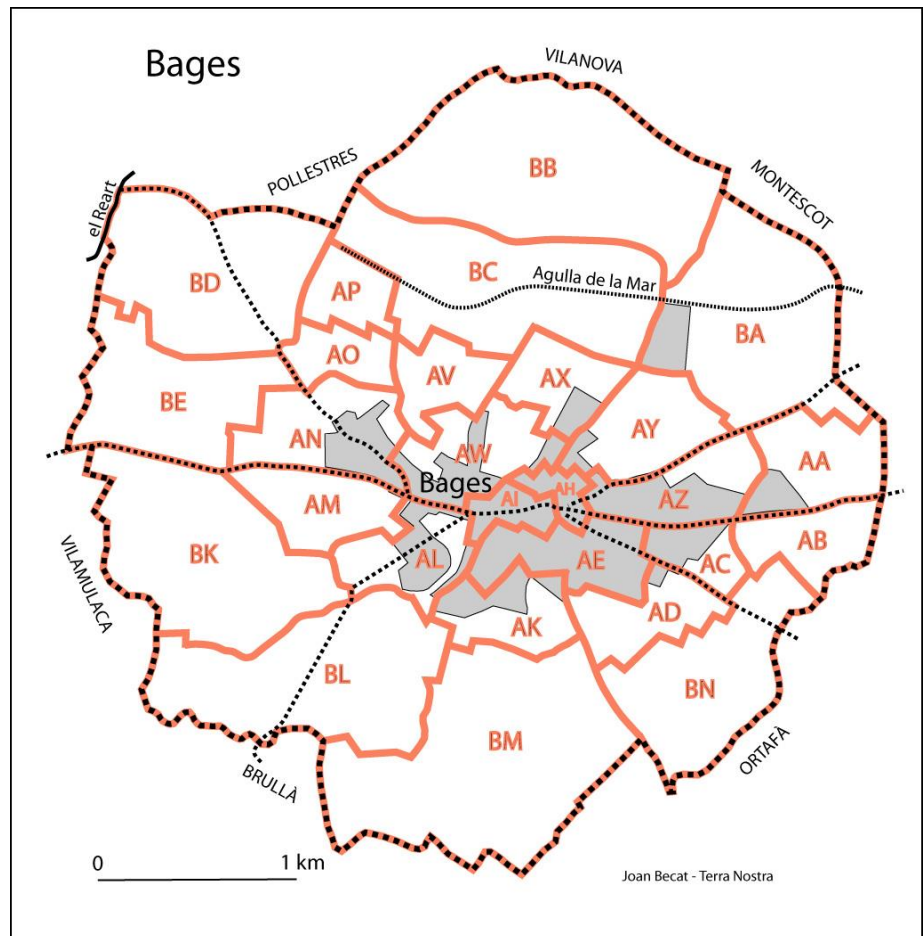 Bages
VILANOVA
POLLESTRES
MONTESCOT
el Reart
BB
BD
BC
Agulla de la Mar
AP
BA
AO
AV
AX
BE
AN
AW
AY
AA
Bages
AI
AH
AZ
AM
BK
AL
AE
AC
AB
VILAMULACA
AK
AD
BL
BN
BM
BRULLÀ
ORTAFÀ
0 1 km
Joan Becat - Terra Nostra